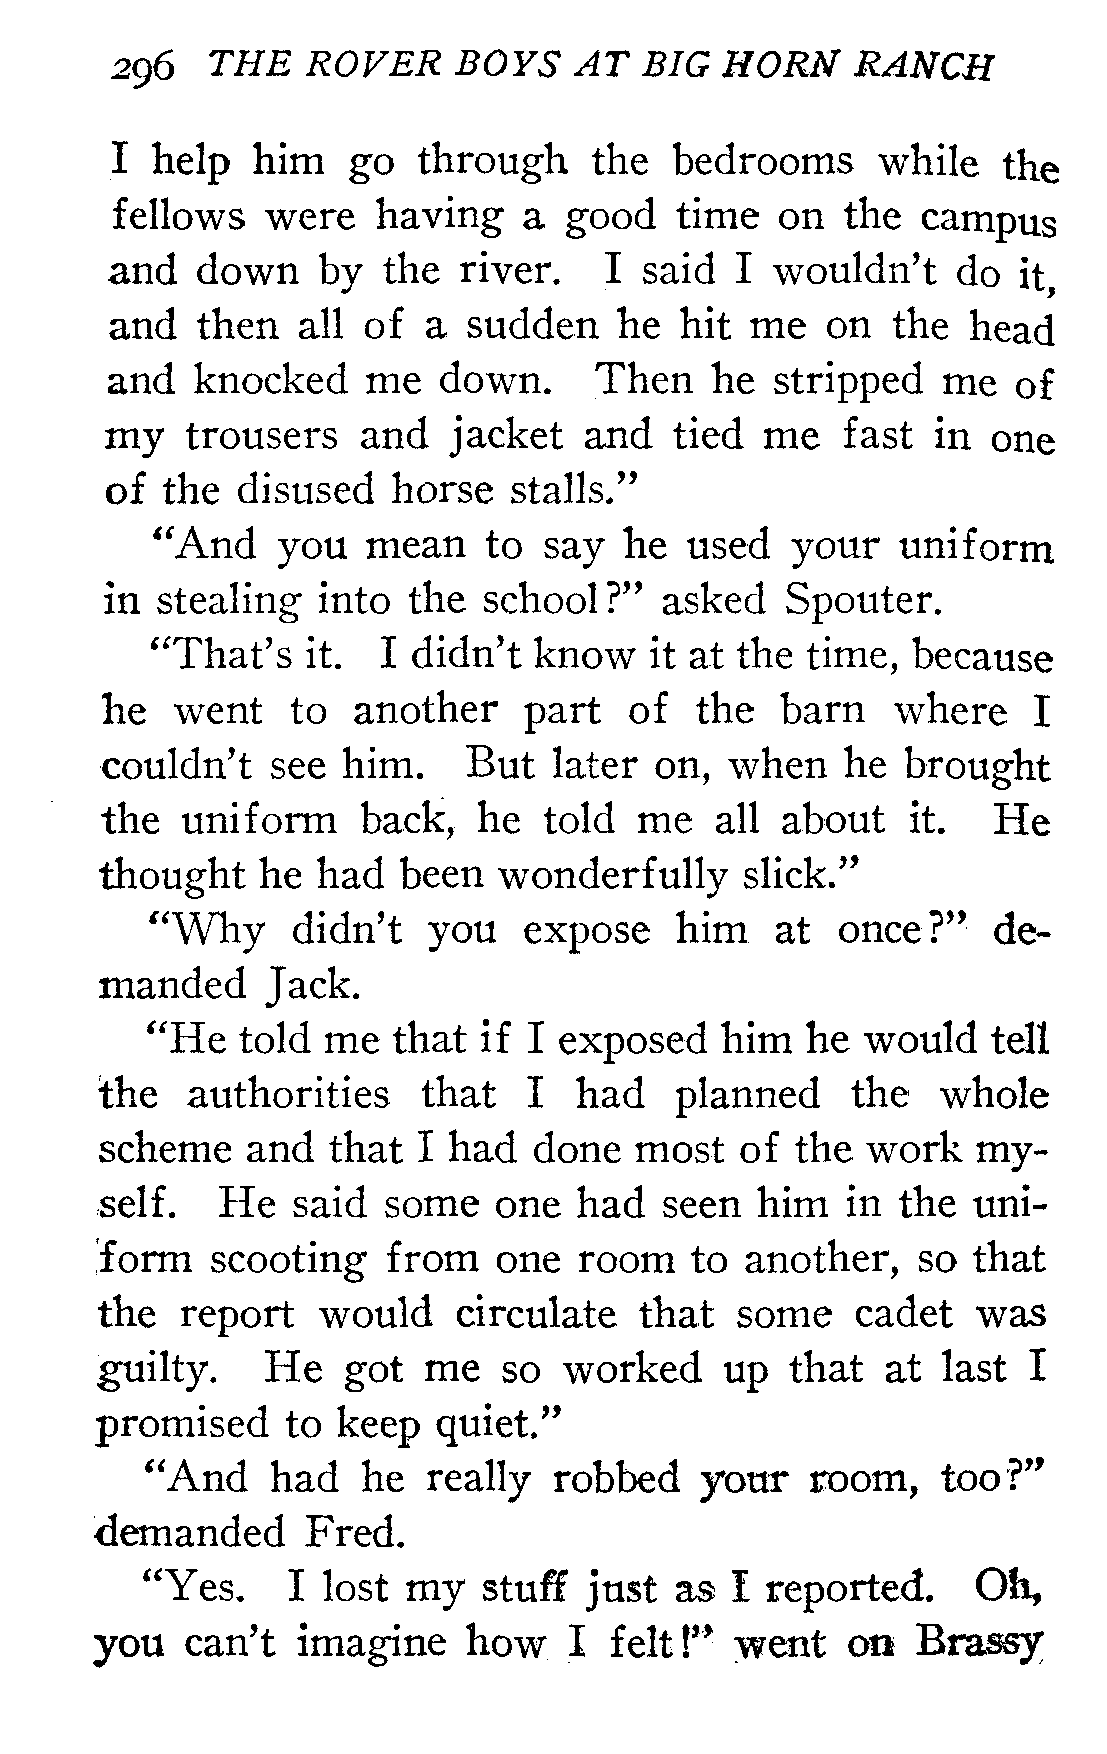 296 THE ROVER BOYS AT BIG HORN RANCH
I help him go through the bedrooms while the
fellows were having a good time on the campus
and down by the river. I said I wouldn't do it,
and then all of a sudden he hit me on the head
and knocked me down. Then he stripped me of
my trousers and jacket and tied me fast in one
of the disused horse stalls."
"And you mean to say he used your uniform
in stealing into the school?" asked Spouter.
"That's it. I didn't know it at the time, because
he went to another part of the barn where I
couldn't see him. But later on, when he brought
the uniform back, he told me all about it. He
thought he had been wonderfully slick."
"Why didn't you expose him at once?" de-
manded Jack.
"He told me that if I exposed him he would tell
the authorities that I had planned the whole
scheme and that I had done most of the work my-
self. He said some one had seen him in the uni-
form scooting from one room to another, so that
the report would circulate that some cadet was
guilty. He got me so worked up that at last I
promised to keep quiet."
"And had he really robbed your room, too?"
demanded Fred.
"Yes. I lost my stuff just as I reported. Oh,
you can't imagine how I felt!" went on Brassy